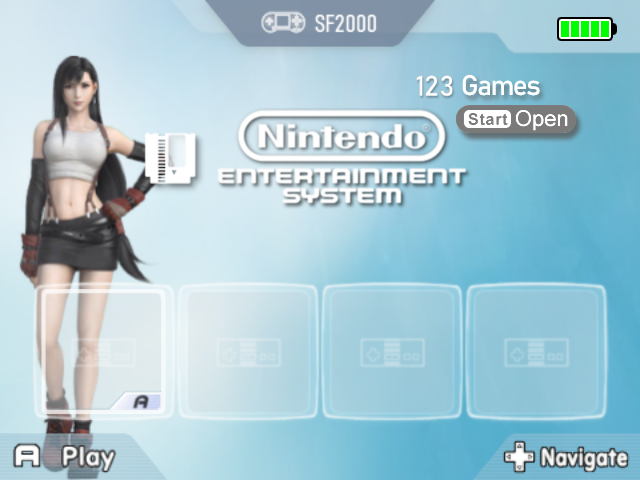 SF2000
123 Games
Start Open
Nintendo®
ENTERTAINMENT
SYSTEM
A
A Play
Navigate